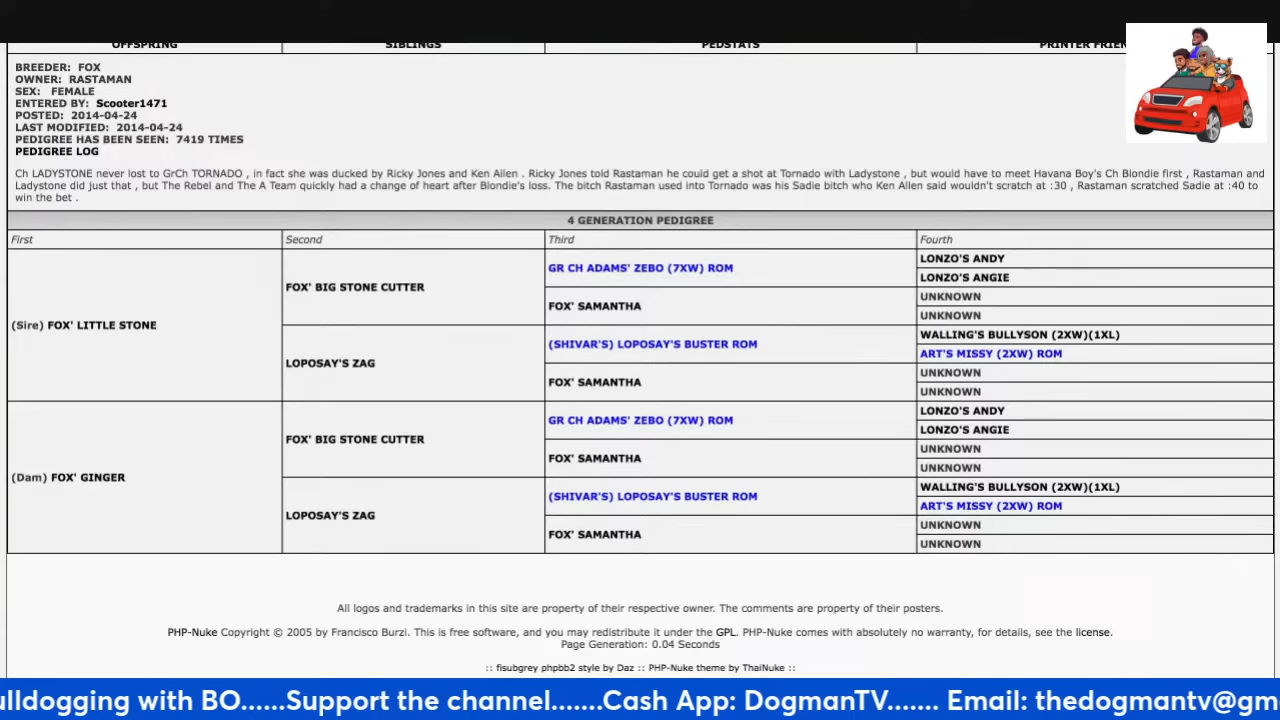 OFFSPRING SIBLINGS PEDSTATS PRINTER FRIEN
BREEDER: FOX
OWNER: RASTAMAN
SEX: FEMALE
ENTERED BY: Scooter1471
POSTED: 2014-04-24
LAST MODIFIED: 2014-04-24
PEDIGREE HAS BEEN SEEN: 7419 TIMES
PEDIGREE LOG
Ch LADYSTONE never lost to GrCh TORNADO , in fact she was ducked by Ricky Jones and Ken Allen . Ricky Jones told Rastaman he could get a shot at Tornado with Ladystone , but would have to meet Havana Boy's Ch Blondie first , Rastaman and
Ladystone did just that , but The Rebel and The A Team quickly had a change of heart after Blondie's loss. The bitch Rastaman used into Tornado was his Sadie bitch who Ken Allen said wouldn't scratch at :30 , Rastaman scratched Sadie at :40 to
win the bet .
4 GENERATION PEDIGREE
First Second Third Fourth
(Sire) FOX' LITTLE STONE
FOX' BIG STONE CUTTER
GR CH ADAMS' ZEBO (7XW) ROM
LONZO'S ANDY
LONZO'S ANGIE
FOX' SAMANTHA
UNKNOWN
UNKNOWN
LOPOSAY'S ZAG
(SHIVAR'S) LOPOSAY'S BUSTER ROM
WALLING'S BULLYSON (2XW)(1XL)
ART'S MISSY (2XW) ROM
FOX' SAMANTHA
UNKNOWN
UNKNOWN
(Dam) FOX' GINGER
FOX' BIG STONE CUTTER
GR CH ADAMS' ZEBO (7XW) ROM
LONZO'S ANDY
LONZO'S ANGIE
FOX' SAMANTHA
UNKNOWN
UNKNOWN
LOPOSAY'S ZAG
(SHIVAR'S) LOPOSAY'S BUSTER ROM
WALLING'S BULLYSON (2XW)(1XL)
ART'S MISSY (2XW) ROM
FOX' SAMANTHA
UNKNOWN
UNKNOWN
All logos and trademarks in this site are property of their respective owner. The comments are property of their posters.
PHP-Nuke Copyright © 2005 by Francisco Burzi. This is free software, and you may redistribute it under the GPL. PHP-Nuke comes with absolutely no warranty, for details, see the license.
Page Generation: 0.04 Seconds
:: fisubgrey phpbb2 style by Daz :: PHP-Nuke theme by ThaiNuke ::
ulldogging with BO......Support the channel.......Cash App: DogmanTV....... Email: thedogmantv@gm